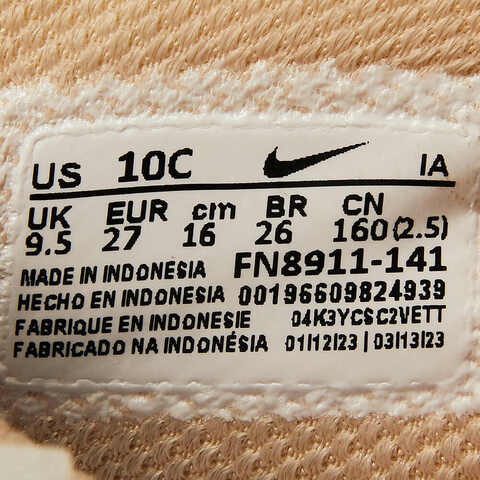 US 10C IA
UK EUR cm BR CN
9.5 27 16 26 160(2.5)
MADE IN INDONESIA FN8911-141
HECHO EN INDONESIA 00196609824939
FABRIQUE EN INDONESIE 04K3YCSC2VETT
FABRICADO NA INDONÉSIA 01/12/23 | 03/13/23